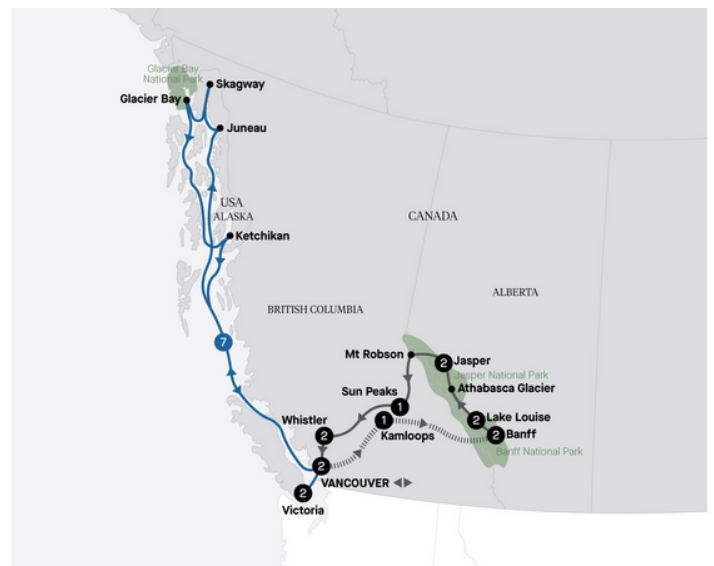 Glacier Bay
National Park
Skagway
Glacier Bay
Juneau
USA
ALASKA
CANADA
Ketchikan
ALBERTA
BRITISH COLUMBIA
7
Mt Robson
2
Jasper
Jasper National Park
Athabasca Glacier
Sun Peaks
1
Whistler
2
1
Kamloops
2
Lake Louise
2
Banff
Banff National Park
2
VANCOUVER
2
Victoria